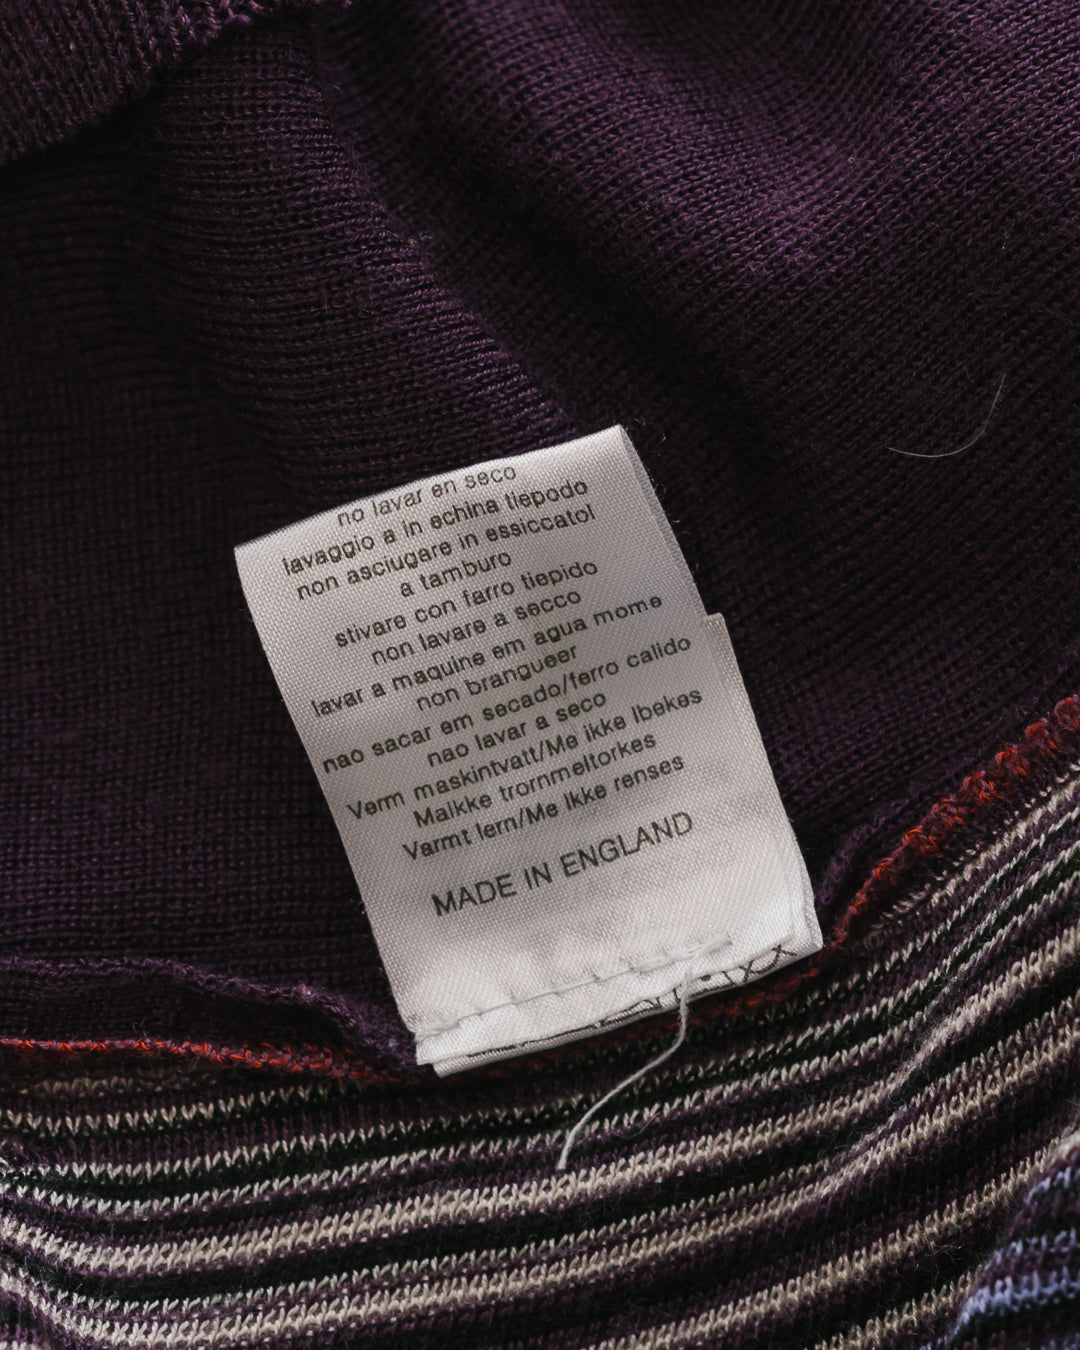 no lavar en seco
lavaggio a in echina tiepodo
non asciugare in essiccatol
a tamburo
stivare con farro tiepido
non lavare a secco
lavar a maquine em agua mome
non brangueer
nao sacar em secado/ferro calido
nao lavar a seco
Verm maskintvatt/Me ikke lbekes
Malkke trornmeltorkes
Varmt lern/Me lkke renses
MADE IN ENGLAND